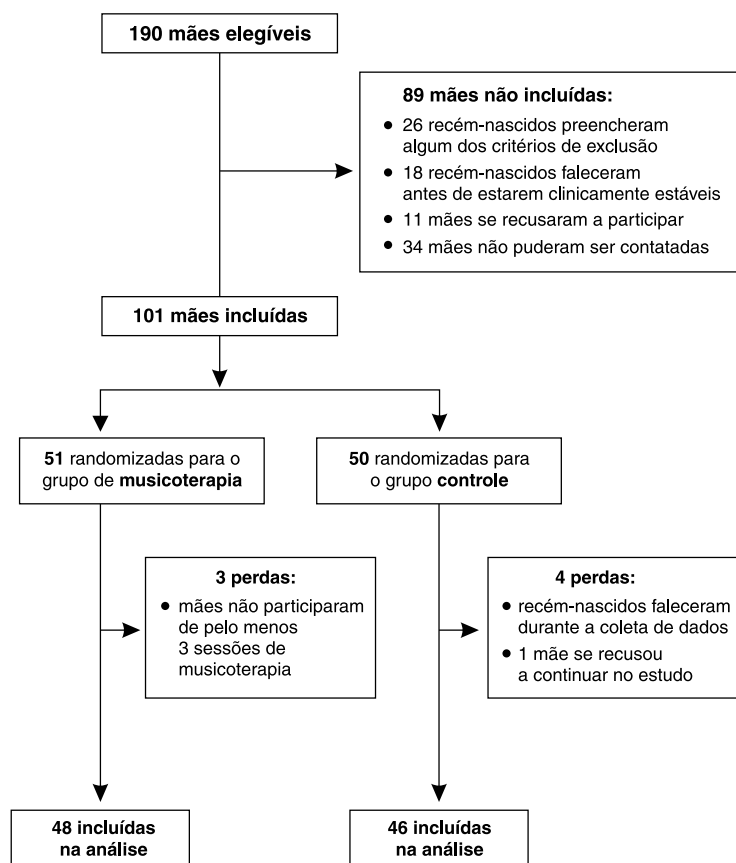 190 mães elegíveis
89 mães não incluídas:
• 26 recém-nascidos preencheram
algum dos critérios de exclusão
• 18 recém-nascidos faleceram
antes de estarem clinicamente estáveis
• 11 mães se recusaram a participar
• 34 mães não puderam ser contatadas
101 mães incluídas
51 randomizadas para o
grupo de musicoterapia
50 randomizadas para
o grupo controle
3 perdas:
• mães não participaram
de pelo menos
3 sessões de
musicoterapia
4 perdas:
• recém-nascidos faleceram
durante a coleta de dados
• 1 mãe se recusou
a continuar no estudo
48 incluídas
na análise
46 incluídas
na análise